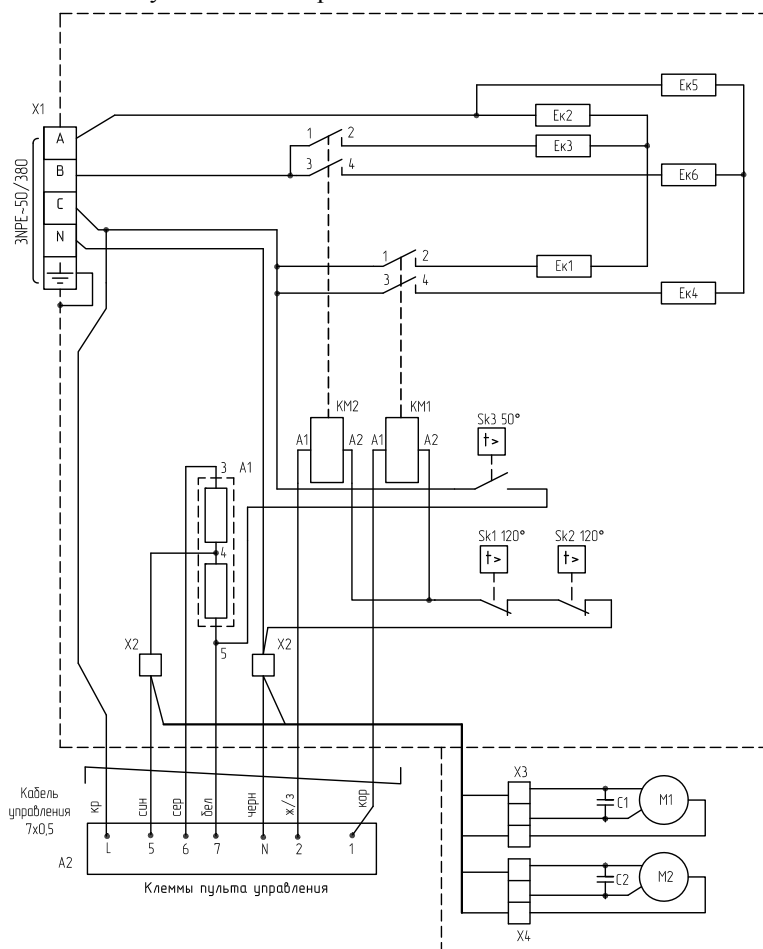 X1
A
B
C
N
3NPE~50/380
Ек5
Ек2
1 2
Ек3
3 4
Ек6
1 2
Ек1
3 4
Ек4
КМ2
КМ1
A1
A2
A1
A2
Sk3 50°
t>
3
A1
4
5
Sk1 120°
t>
Sk2 120°
t>
X2
X2
Кабель
управления
7х0,5
кр
син
сер
бел
черн
ж/з
кор
L
5
6
7
N
2
1
A2
Клеммы пульта управления
X3
C1
M1
C2
M2
X4